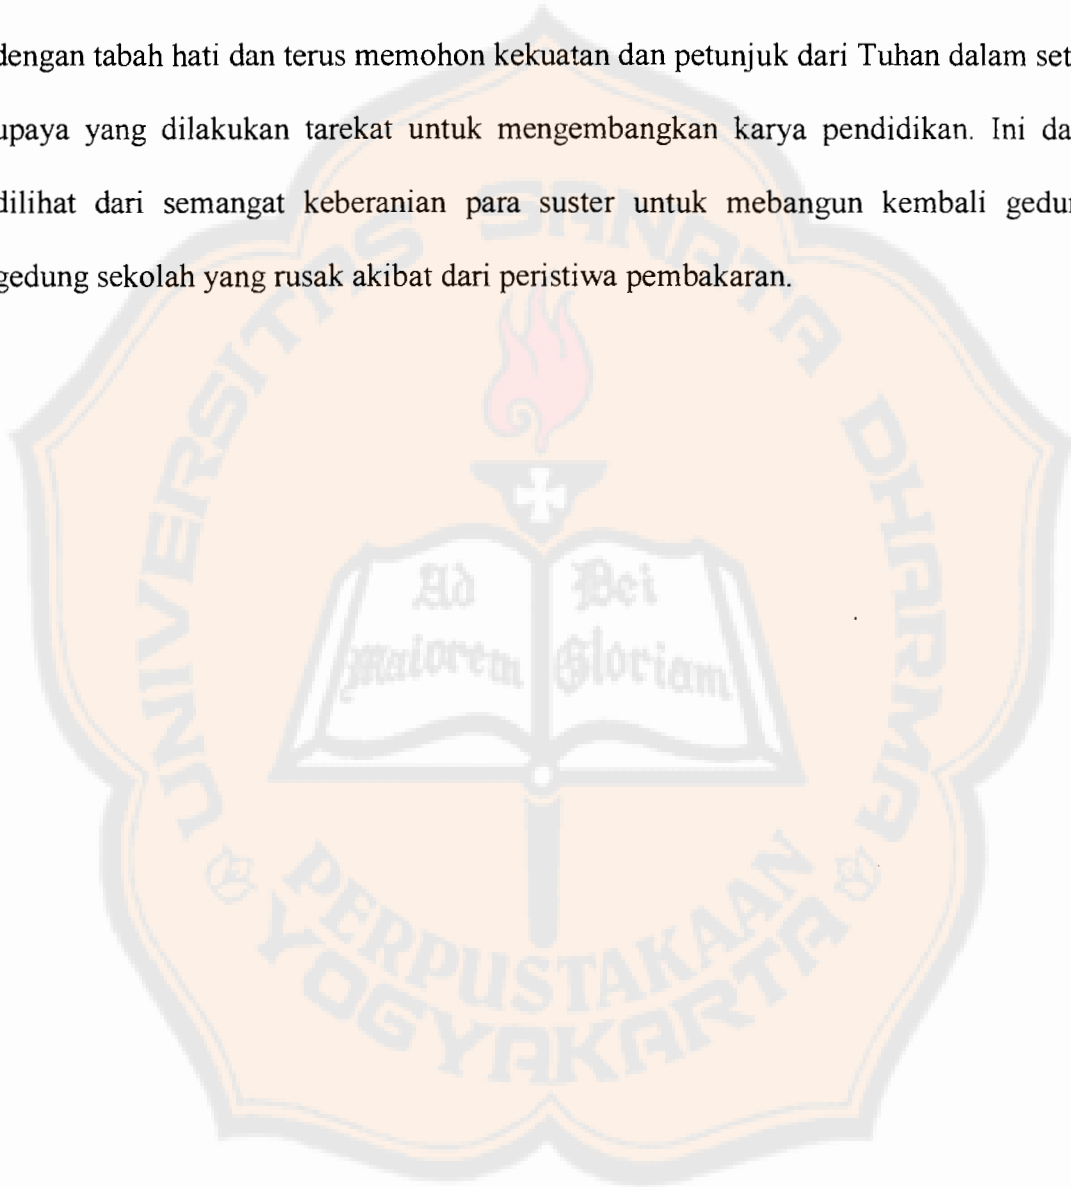 dengan tabah hati dan terus memohon kekuatan dan petunjuk dari Tuhan dalam set
upaya yang dilakukan tarekat untuk mengembangkan karya pendidikan. Ini da
dilihat dari semangat keberanian para suster untuk mebangun kembali gedun
gedung sekolah yang rusak akibat dari peristiwa pembakaran.
UNIVERSITAS SANATA DHARMA
Ad Dei
Maiorem Gloriam
PERPUSTAKAAN
YOGYAKARTA